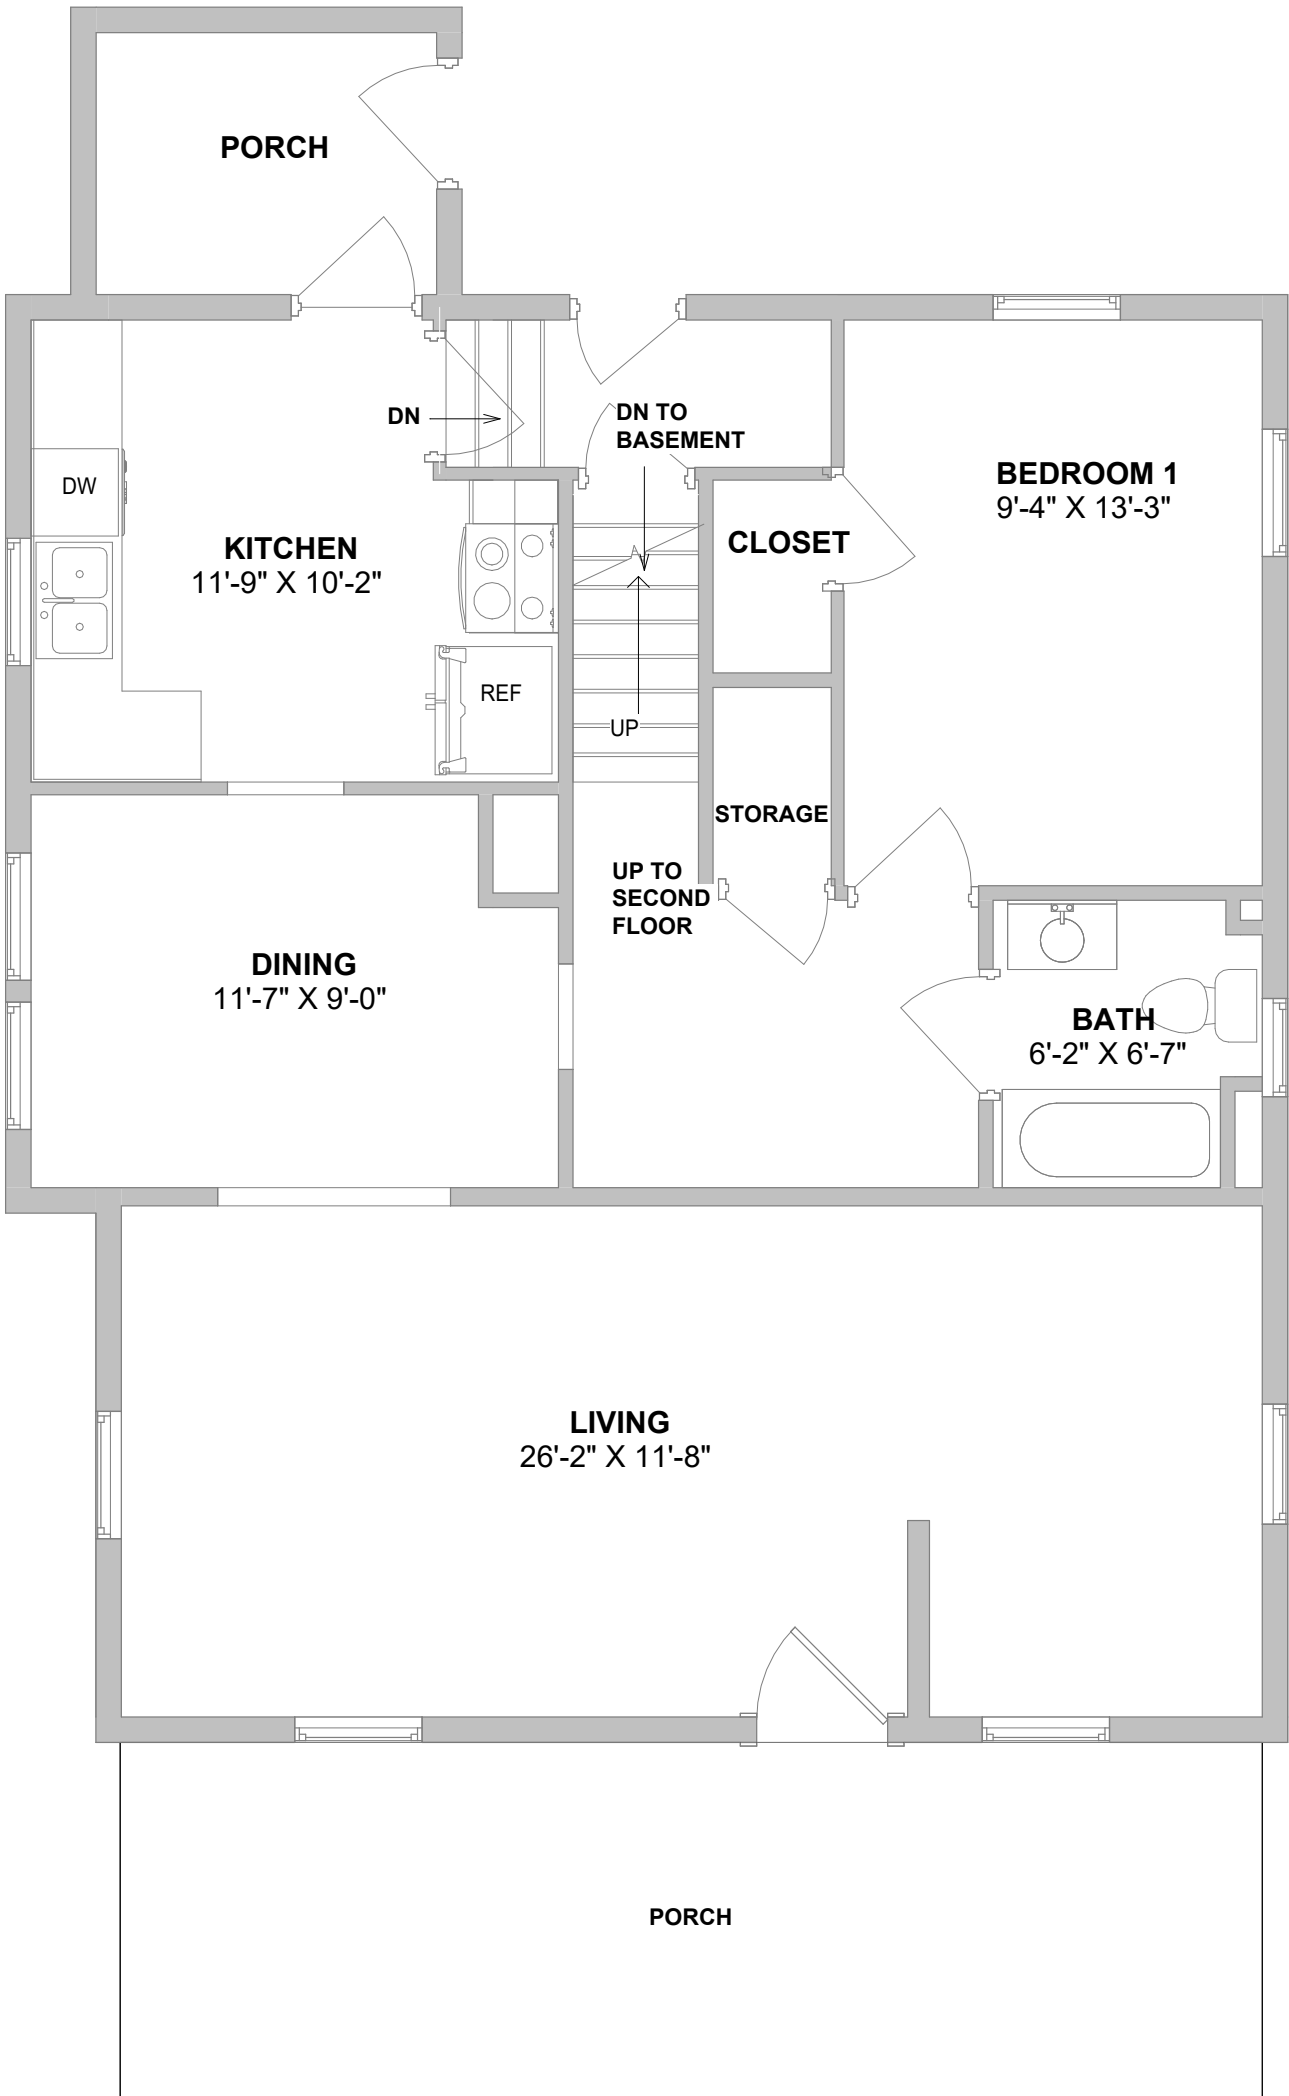 PORCH
DN
DN TO
BASEMENT
BEDROOM 1
9'-4" X 13'-3"
DW
KITCHEN
11'-9" X 10'-2"
CLOSET
REF
UP
STORAGE
UP TO
SECOND
FLOOR
DINING
11'-7" X 9'-0"
BATH
6'-2" X 6'-7"
LIVING
26'-2" X 11'-8"
PORCH